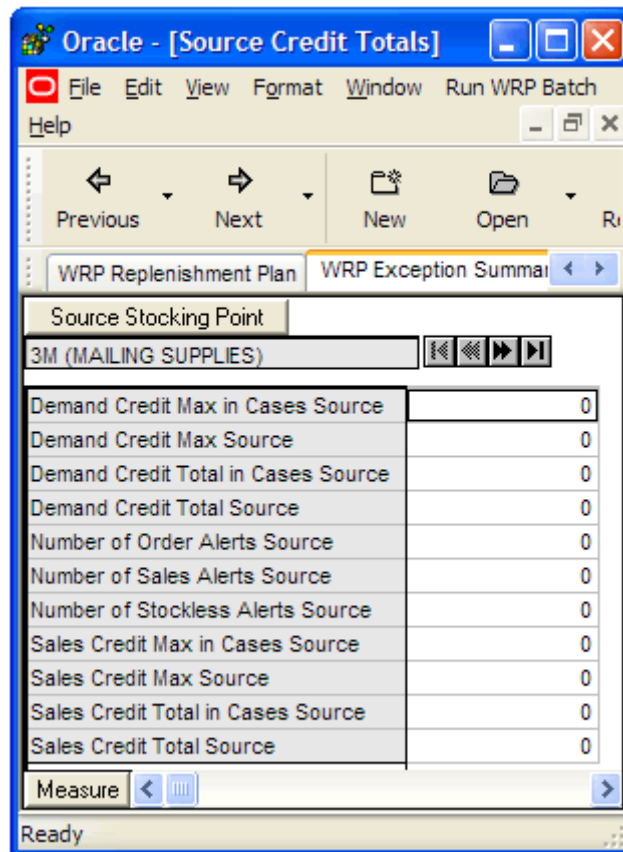 Oracle - [Source Credit Totals]
File Edit View Format Window Run WRP Batch
Help
Previous Next New Open
WRP Replenishment Plan WRP Exception Summar
Source Stocking Point
3M (MAILING SUPPLIES)
Demand Credit Max in Cases Source 0
Demand Credit Max Source 0
Demand Credit Total in Cases Source 0
Demand Credit Total Source 0
Number of Order Alerts Source 0
Number of Sales Alerts Source 0
Number of Stockless Alerts Source 0
Sales Credit Max in Cases Source 0
Sales Credit Max Source 0
Sales Credit Total in Cases Source 0
Sales Credit Total Source 0
Measure
Ready